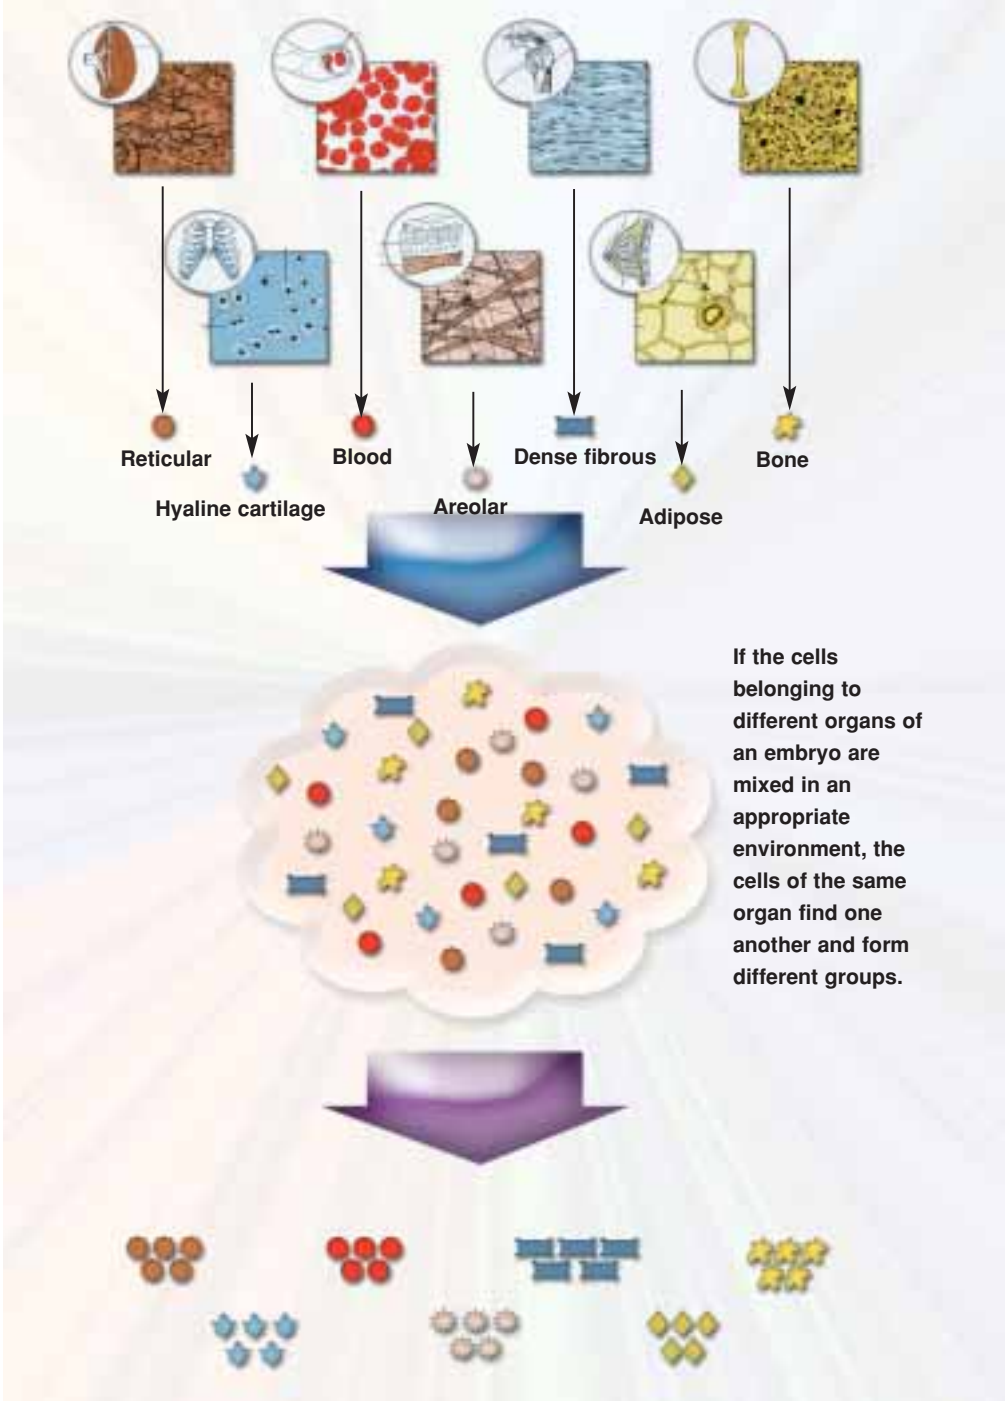 Reticular
Blood
Dense fibrous
Bone
Hyaline cartilage
Areolar
Adipose
If the cells
belonging to
different organs of
an embryo are
mixed in an
appropriate
environment, the
cells of the same
organ find one
another and form
different groups.